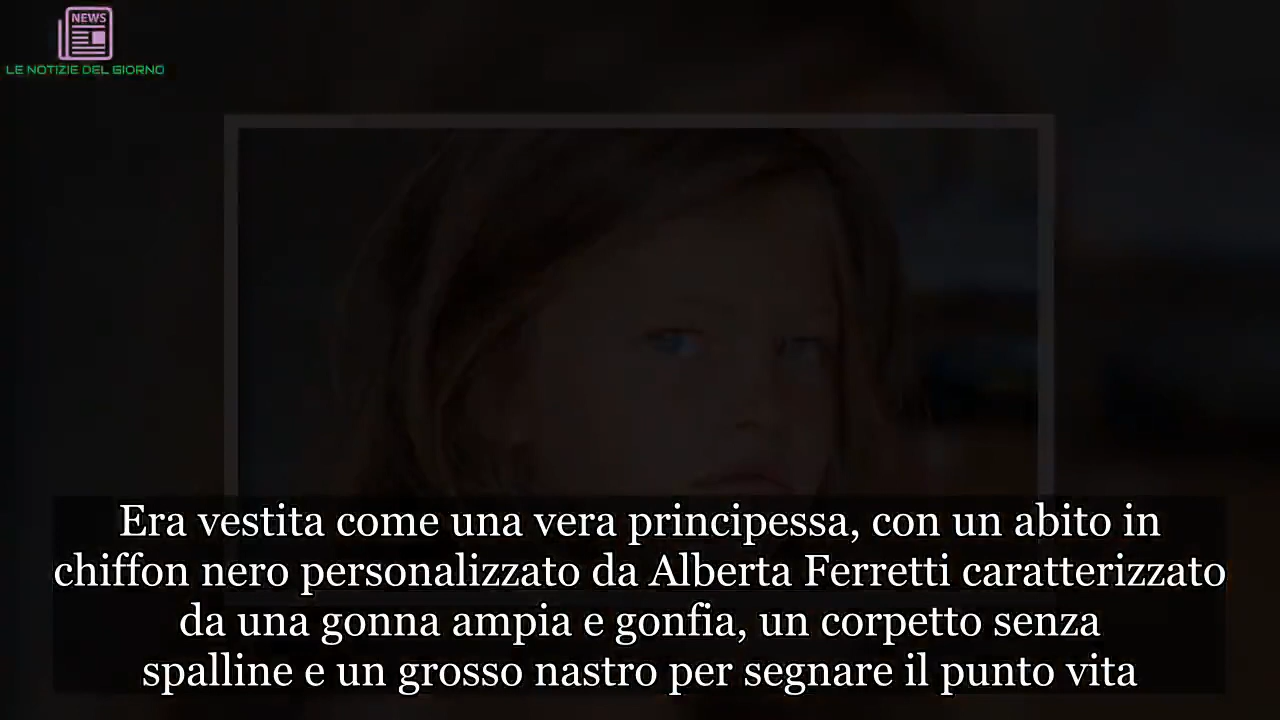 NEWS
LE NOTIZIE DEL GIORNO
Era vestita come una vera principessa, con un abito in
chiffon nero personalizzato da Alberta Ferretti caratterizzato
da una gonna ampia e gonfia, un corpetto senza
spalline e un grosso nastro per segnare il punto vita